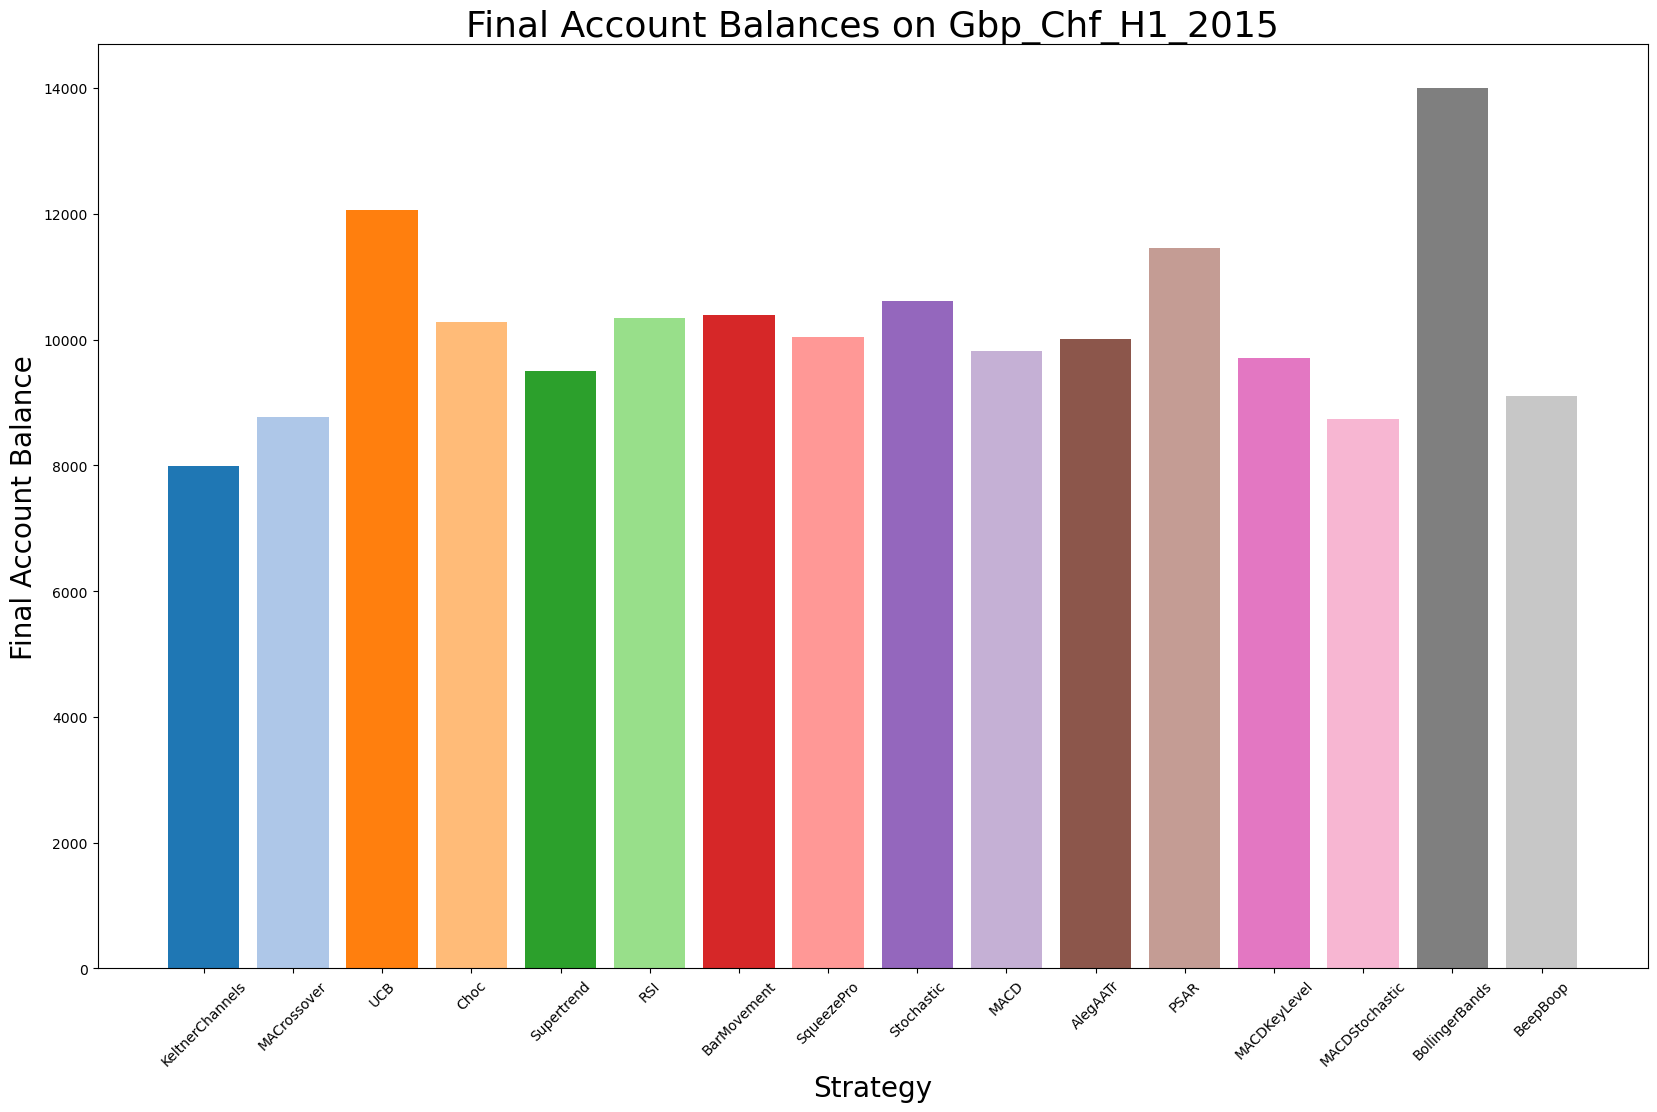 Final Account Balances on Gbp_Chf_H1_2015
Final Account Balance
14000
12000
10000
8000
6000
4000
2000
0
KeltnerChannels
MACrossover
UCB
Choc
Supertrend
RSI
BarMovement
SqueezePro
Stochastic
MACD
AlegAATr
PSAR
MACDKeyLevel
MACDStochastic
BollingerBands
BeepBoop
Strategy